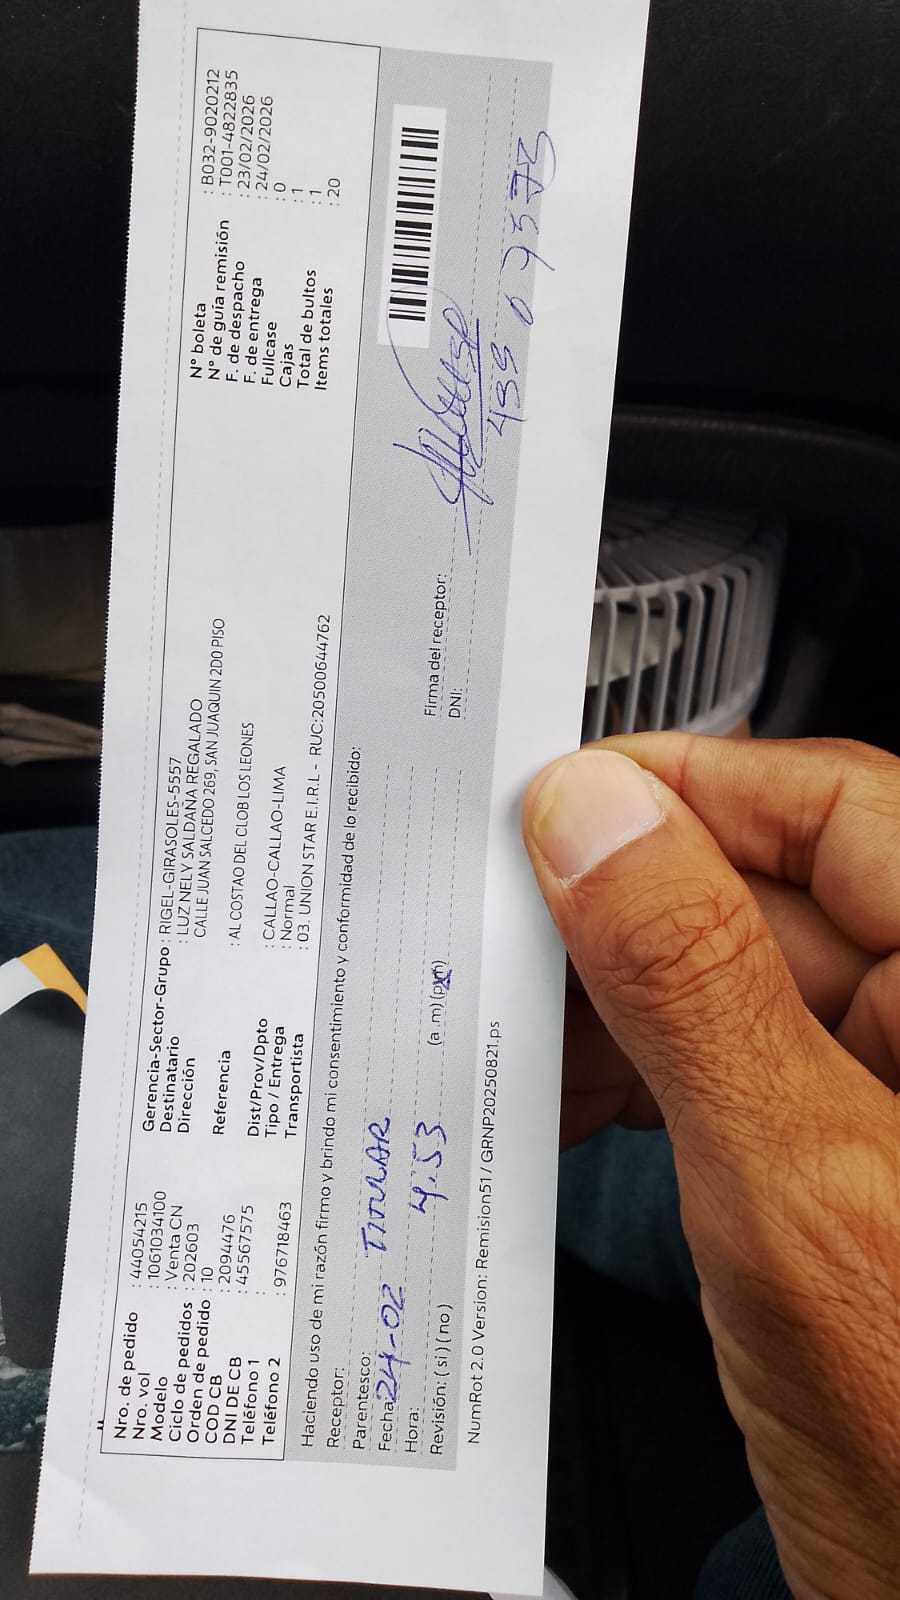 Nro. de pedido : 44054215
Nro. vol : 1061034100
Modelo : Venta CN
Ciclo de pedidos : 202603
Orden de pedido : 10
COD CB : 2094476
DNI DE CB : 45567575
Teléfono 1 :
Teléfono 2 : 976718463
Gerencia-Sector-Grupo : RIGEL-GIRASOLES-5557
Destinatario : LUZ NELY SALDAÑA REGALADO
Dirección CALLE JUAN SALCEDO 269, SAN JUAQUIN 2D0 PISO
Referencia : AL COSTAO DEL CLOB LOS LEONES
Dist/Prov/Dpto : CALLAO-CALLAO-LIMA
Tipo / Entrega : Normal
Transportista : 03. UNION STAR E.I.R.L - RUC:20500644762
N° boleta : B032-9020212
N° de guía remisión : T001-4822835
F. de despacho : 23/02/2026
F. de entrega : 24/02/2026
Fullcase : 0
Cajas : 1
Total de bultos : 1
Items totales : 20
Haciendo uso de mi razón firmo y brindo mi consentimiento y conformidad de lo recibido:
Receptor:
Parentesco: TITULAR
Fecha: 24-02
Hora: 4:53 (a.m)(pm)
Revisión: (si)(no)
Firma del receptor:
DNI:
NumRot 2.0 Version: Remision51 / GRNP20250821.ps